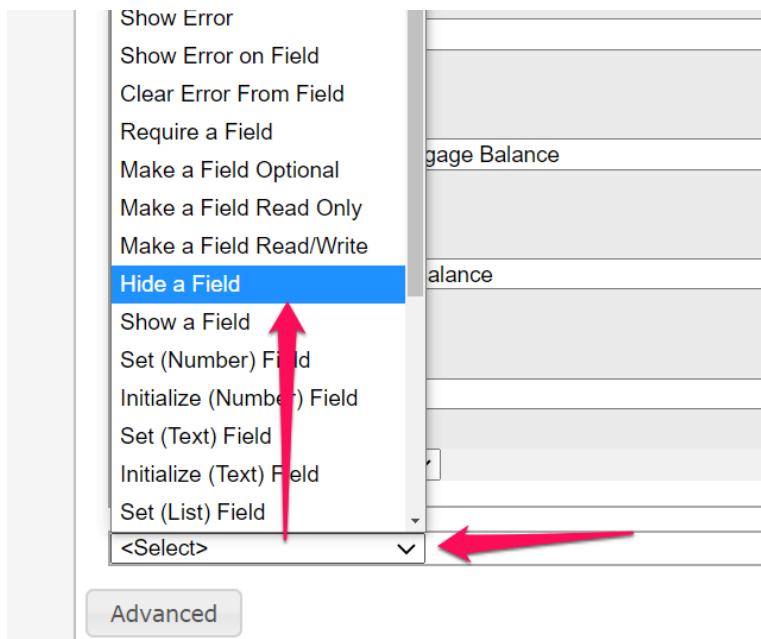 Show Error
Show Error on Field
Clear Error From Field
Require a Field
gage Balance
Make a Field Optional
Make a Field Read Only
Make a Field Read/Write
alance
Hide a Field
Show a Field
Set (Number) Field
Initialize (Number) Field
Set (Text) Field
Initialize (Text) Field
Set (List) Field
<Select>
Advanced